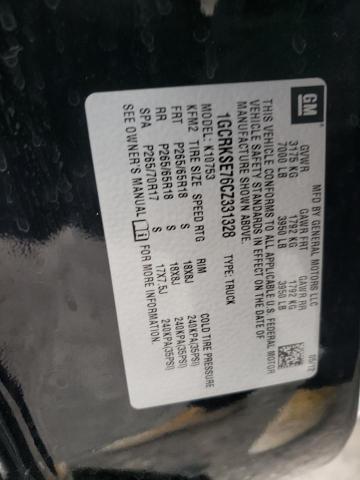 GM
MFD BY GENERAL MOTORS LLC
05/12
GVWR GAWR FRT GAWR RR
3175 KG 1792 KG 1792 KG
7000 LB 3950 LB 3950 LB
THIS VEHICLE CONFORMS TO ALL APPLICABLE U.S. FEDERAL MOTOR
VEHICLE SAFETY STANDARDS IN EFFECT ON THE DATE OF
MANUFACTURE SHOWN ABOVE.
1GCRKSE76CZ331328 TYPE: TRUCK
MODEL: K10753
KFM2 TIRE SIZE SPEED RTG RIM COLD TIRE PRESSURE
FRT P265/65R18 S 18X8J 240KPA(35PSI)
RR P265/65R18 S 18X8J 240KPA(35PSI)
SPA P265/70R17 S 17X7.5J 240KPA(35PSI)
SEE OWNER'S MANUAL i FOR MORE INFORMATION.